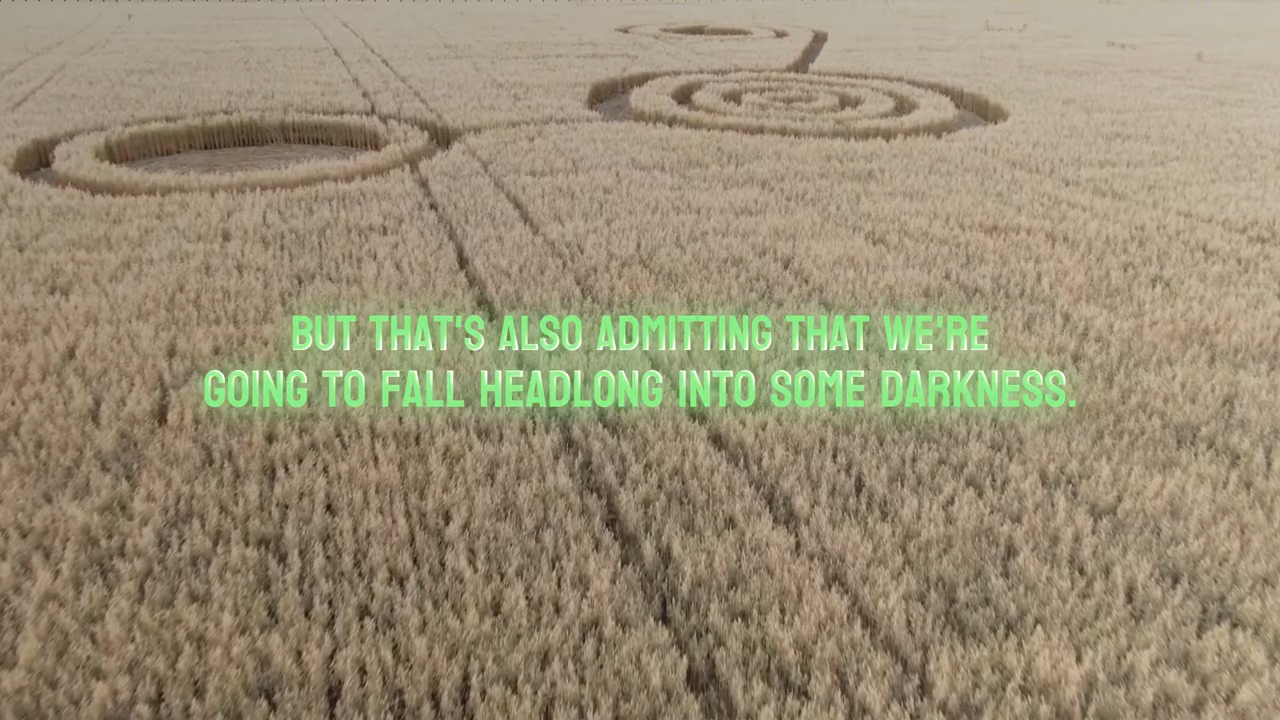 BUT THAT'S ALSO ADMITTING THAT WE'RE
GOING TO FALL HEADLONG INTO SOME DARKNESS.